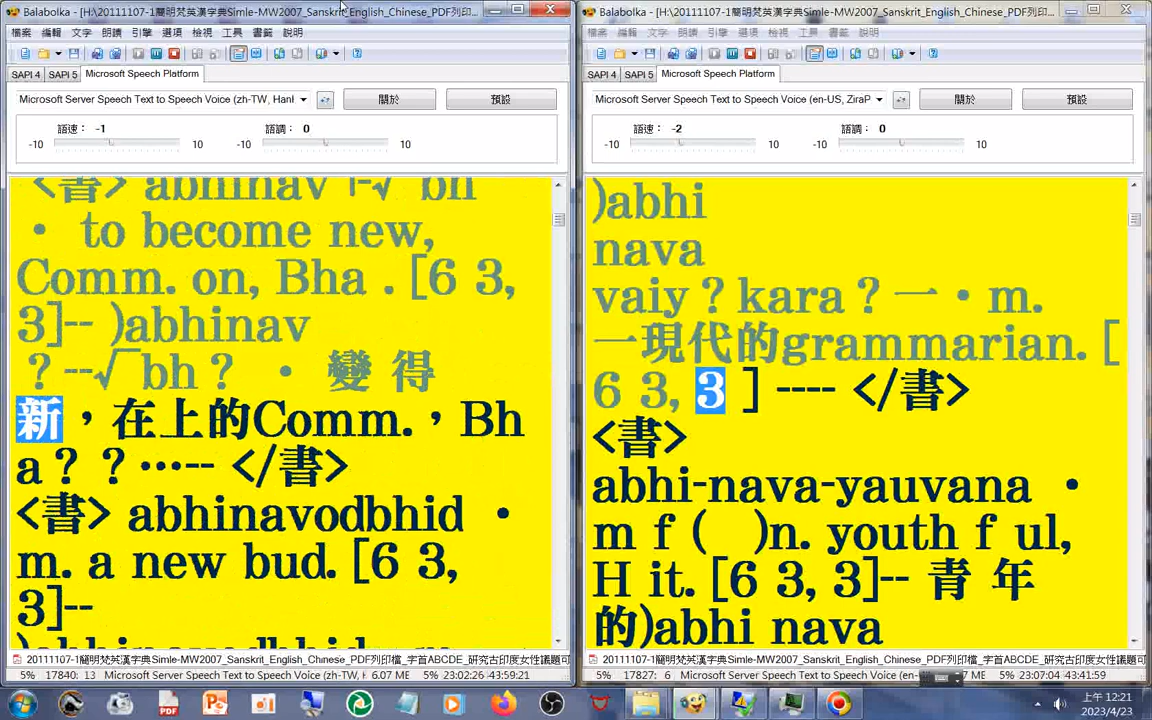 Balabolka - [H:\20111107-1簡明梵英漢字典Simle-MW2007_Sanskrit_English_Chinese_PDF列印...
檔案 編輯 文字 朗讀 引擎 選項 檢視 工具 書籤 說明
SAPI 4 SAPI 5 Microsoft Speech Platform
Microsoft Server Speech Text to Speech Voice (zh-TW, Hanl
關於 預設
語速： -1 語調： 0
-10 10 -10 10
<書> abhinav
bh
• to become new,
Comm. on, Bha . [6 3,
3]-- )abhinav
？--√bh？ • 變 得
新，在上的Comm.，Bh
a？？…-- </書>
<書> abhinavodbhid •
m. a new bud. [6 3,
3]--
)abhinavodbhid • m.
20111107-1簡明梵英漢字典Simle-MW2007_Sanskrit_English_Chinese_PDF列印檔_字首ABCDE_研究古印度女性議題可
5% 17840: 13 Microsoft Server Speech Text to Speech Voice (zh-TW, H 6.07 ME 5% 23:02:26 43:59:21
Balabolka - [H:\20111107-1簡明梵英漢字典Simle-MW2007_Sanskrit_English_Chinese_PDF列印...
檔案 編輯 文字 朗讀 引擎 選項 檢視 工具 書籤 說明
SAPI 4 SAPI 5 Microsoft Speech Platform
Microsoft Server Speech Text to Speech Voice (en-US, ZiraP
關於 預設
語速： -2 語調： 0
-10 10 -10 10
)abhi
nava
vaiy？kara？一•m.
一現代的grammarian. [
6 3, 3 ] ---- </書>
<書>
abhi-nava-yauvana •
m f ( )n. youth f ul,
H it. [6 3, 3]-- 青 年
的)abhi nava
20111107-1簡明梵英漢字典Simle-MW2007_Sanskrit_English_Chinese_PDF列印檔_字首ABCDE_研究古印度女性議題可
5% 17827: 6 Microsoft Server Speech Text to Speech Voice (en-U ME 5% 23:07:04 43:41:59
上午 12:21
2023/4/23